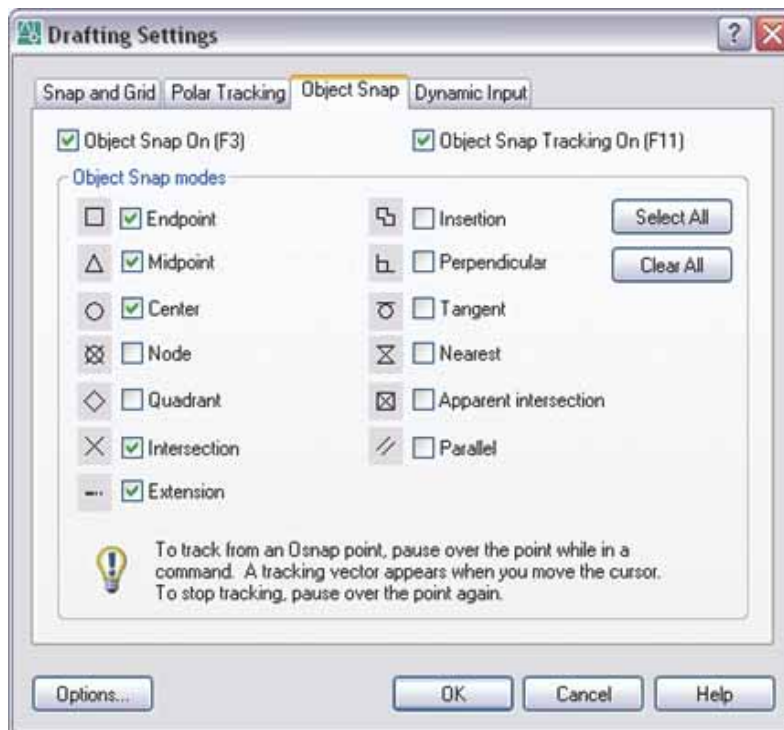 Drafting Settings
Snap and Grid
Polar Tracking
Object Snap
Dynamic Input
Object Snap On (F3)
Object Snap Tracking On (F11)
Object Snap modes
Endpoint
Midpoint
Center
Node
Quadrant
Intersection
Extension
Insertion
Perpendicular
Tangent
Nearest
Apparent intersection
Parallel
Select All
Clear All
To track from an Osnap point, pause over the point while in a
command. A tracking vector appears when you move the cursor.
To stop tracking, pause over the point again.
Options...
OK
Cancel
Help